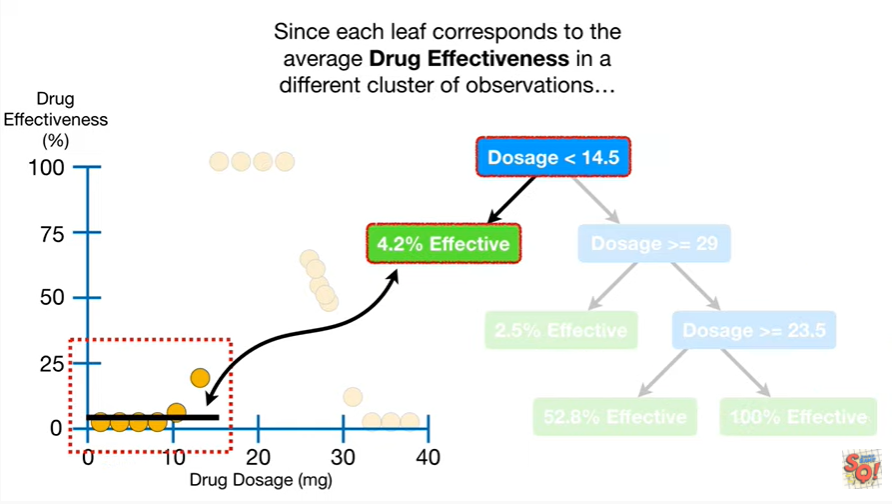 Since each leaf corresponds to the
average Drug Effectiveness in a
different cluster of observations…
Drug
Effectiveness
(%)
100
75
50
25
0
0
10
20
30
40
Drug Dosage (mg)
Dosage < 14.5
4.2% Effective
Dosage >= 29
2.5% Effective
Dosage >= 23.5
52.8% Effective
100% Effective
SQ!